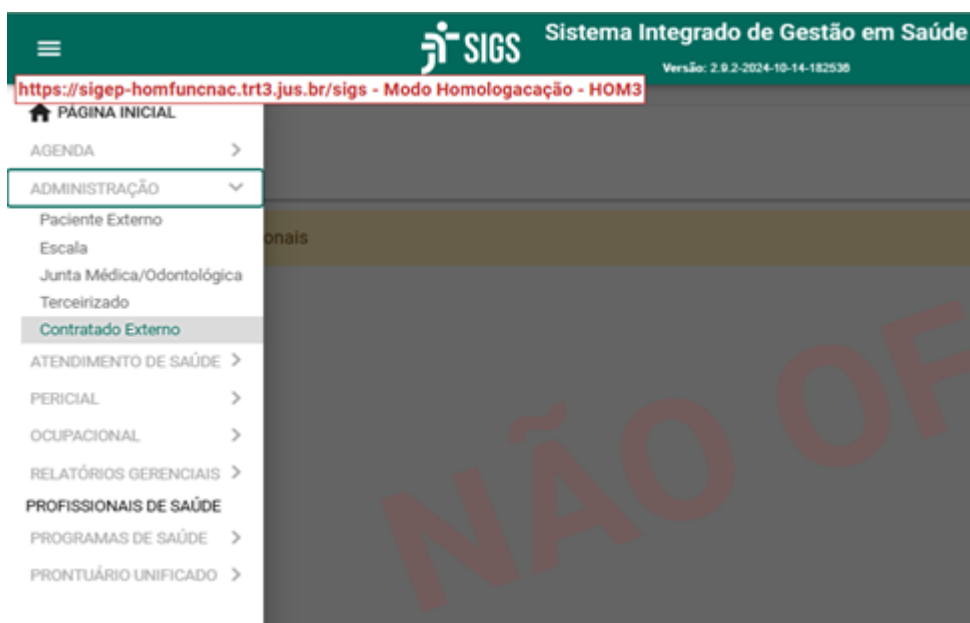 SIGS
Sistema Integrado de Gestão em Saúde
Versão: 2.9.2-2024-10-14-182536
https://sigep-homfuncnac.trt3.jus.br/sigs - Modo Homologacação - HOM3
PÁGINA INICIAL
AGENDA
ADMINISTRAÇÃO
Paciente Externo
onais
Escala
Junta Médica/Odontológica
Terceirizado
Contratado Externo
ATENDIMENTO DE SAÚDE
PERICIAL
OCUPACIONAL
RELATÓRIOS GERENCIAIS
PROFISSIONAIS DE SAÚDE
PROGRAMAS DE SAÚDE
PRONTUÁRIO UNIFICADO
NÃO OF